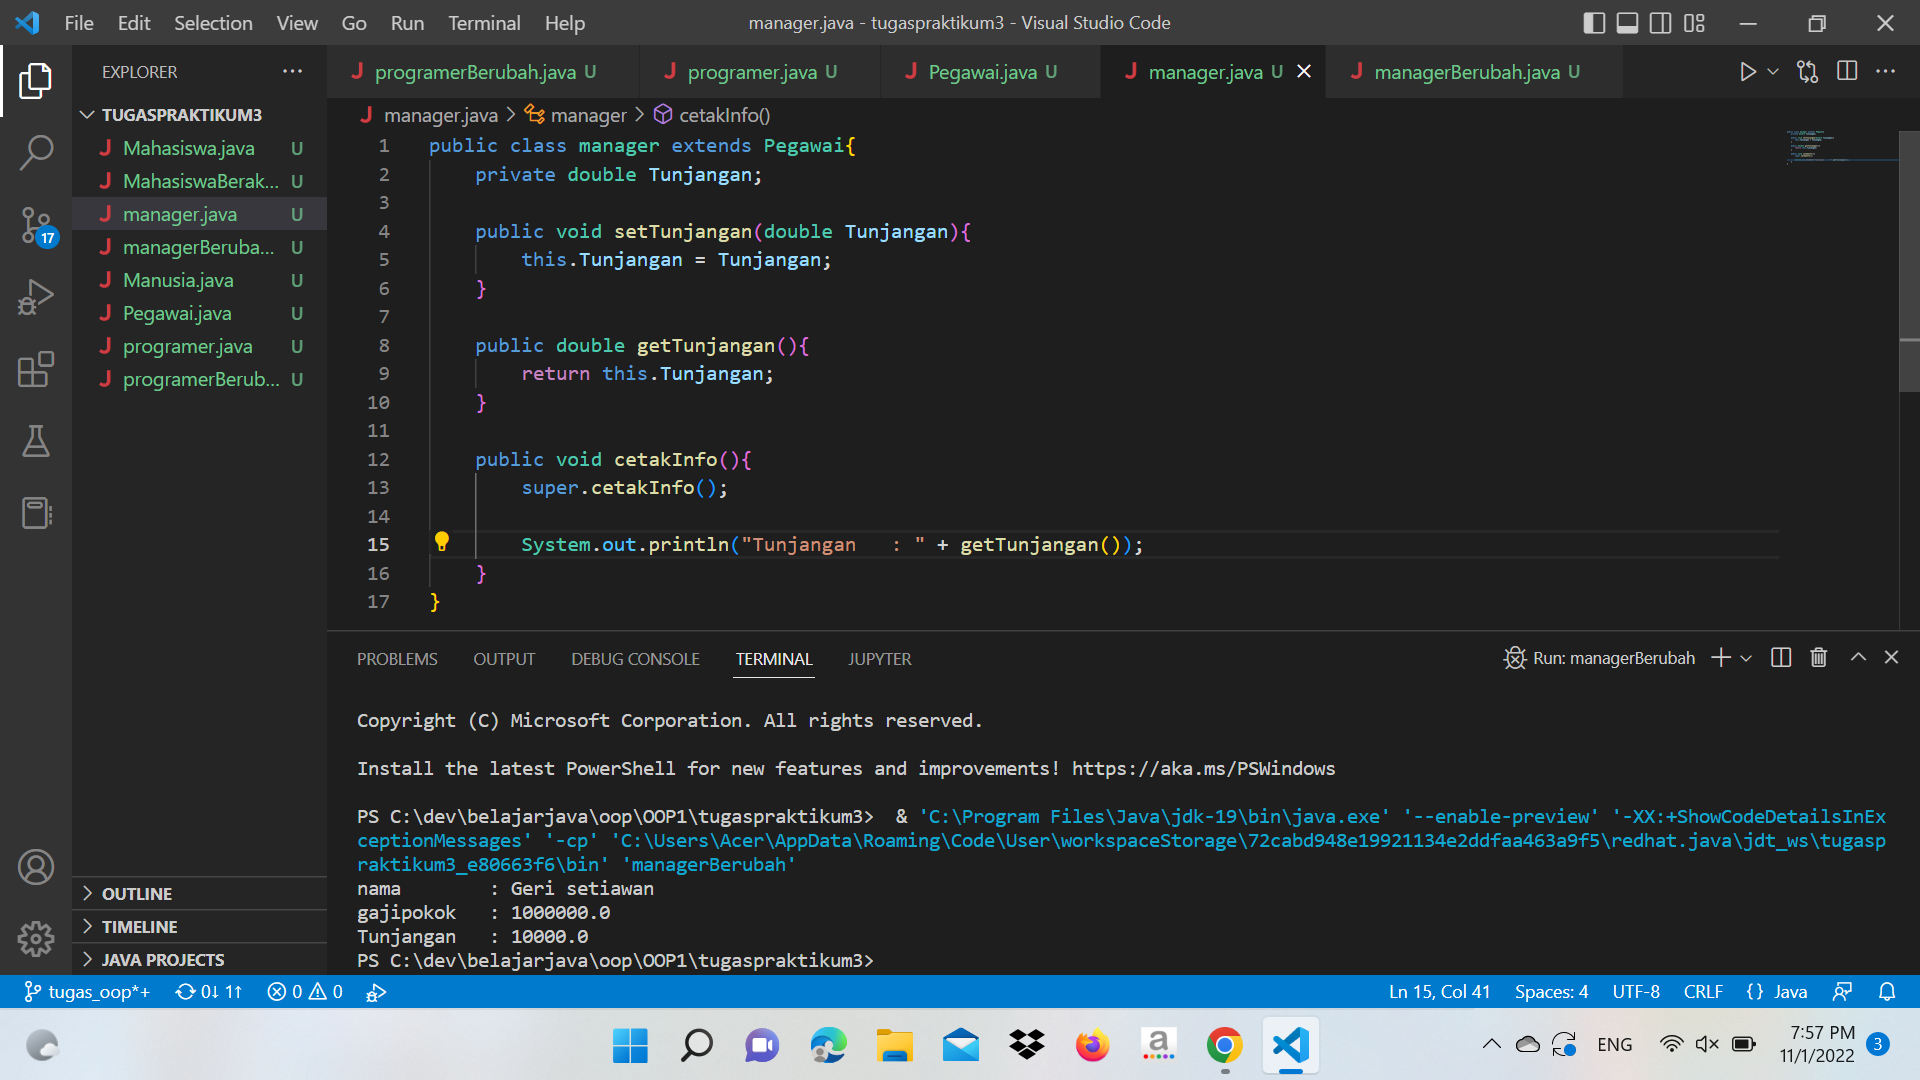 File Edit Selection View Go Run Terminal Help
manager.java - tugaspraktikum3 - Visual Studio Code
EXPLORER
TUGASPRAKTIKUM3
Mahasiswa.java U
MahasiswaBerak... U
manager.java U
managerBeruba... U
Manusia.java U
Pegawai.java U
programer.java U
programerBerub... U
17
OUTLINE
TIMELINE
JAVA PROJECTS
programerBerubah.java U
programer.java U
Pegawai.java U
manager.java U
managerBerubah.java U
manager.java > manager > cetakInfo()
1 public class manager extends Pegawai{
2     private double Tunjangan;
3
4     public void setTunjangan(double Tunjangan){
5         this.Tunjangan = Tunjangan;
6     }
7
8     public double getTunjangan(){
9         return this.Tunjangan;
10     }
11
12     public void cetakInfo(){
13         super.cetakInfo();
14
15         System.out.println("Tunjangan   : " + getTunjangan());
16     }
17 }
PROBLEMS OUTPUT DEBUG CONSOLE TERMINAL JUPYTER
Run: managerBerubah
Copyright (C) Microsoft Corporation. All rights reserved.
Install the latest PowerShell for new features and improvements! https://aka.ms/PSWindows
PS C:\dev\belajarjava\oop\OOP1\tugaspraktikum3>  & 'C:\Program Files\Java\jdk-19\bin\java.exe' '--enable-preview' '-XX:+ShowCodeDetailsInEx
ceptionMessages' '-cp' 'C:\Users\Acer\AppData\Roaming\Code\User\workspaceStorage\72cabd948e19921134e2ddfaa463a9f5\redhat.java\jdt_ws\tugasp
raktikum3_e80663f6\bin' 'managerBerubah'
nama        : Geri setiawan
gajipokok   : 1000000.0
Tunjangan   : 10000.0
PS C:\dev\belajarjava\oop\OOP1\tugaspraktikum3>
tugas_oop*+ 0↓ 1↑ 0 0
Ln 15, Col 41 Spaces: 4 UTF-8 CRLF {} Java
a
ENG
7:57 PM
11/1/2022
3